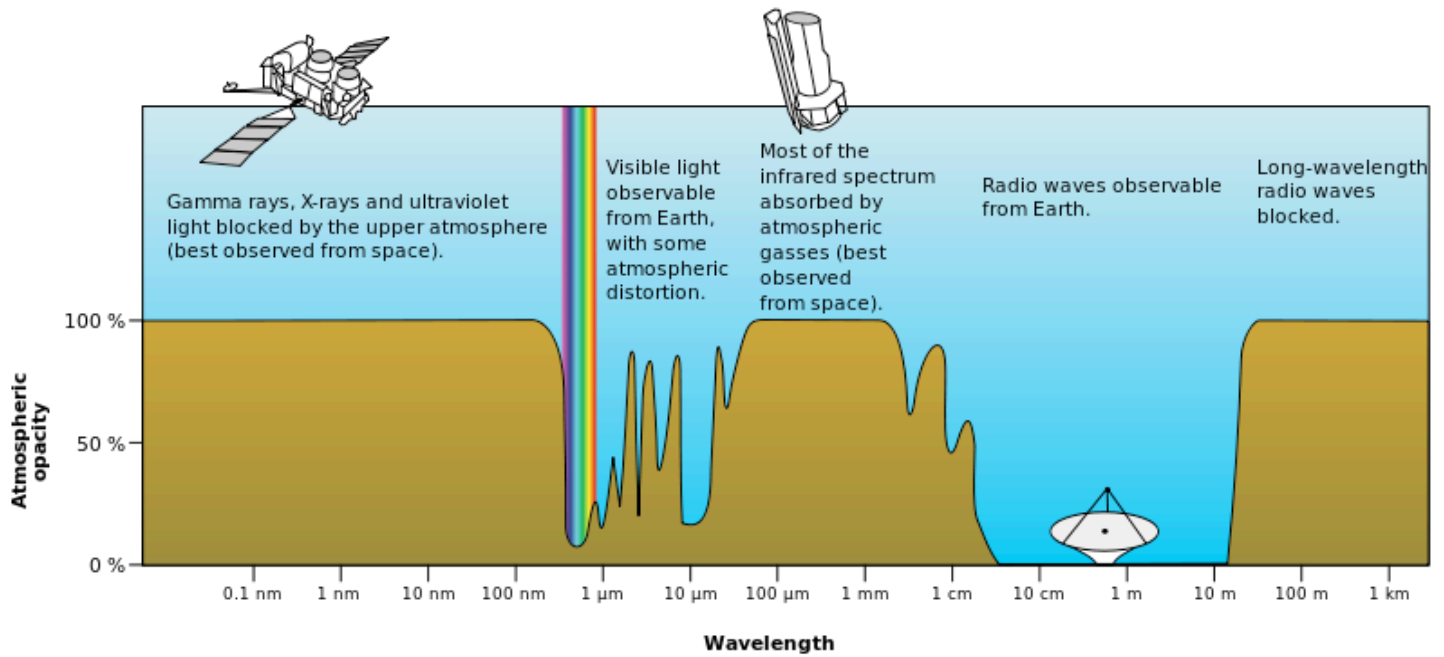 Gamma rays, X-rays and ultraviolet
light blocked by the upper atmosphere
(best observed from space).
Visible light
observable
from Earth,
with some
atmospheric
distortion.
Most of the
infrared spectrum
absorbed by
atmospheric
gasses (best
observed
from space).
Radio waves observable
from Earth.
Long-wavelength
radio waves
blocked.
Atmospheric
opacity
100 %
50 %
0 %
0.1 nm
1 nm
10 nm
100 nm
1 μm
10 μm
100 μm
1 mm
1 cm
10 cm
1 m
10 m
100 m
1 km
Wavelength